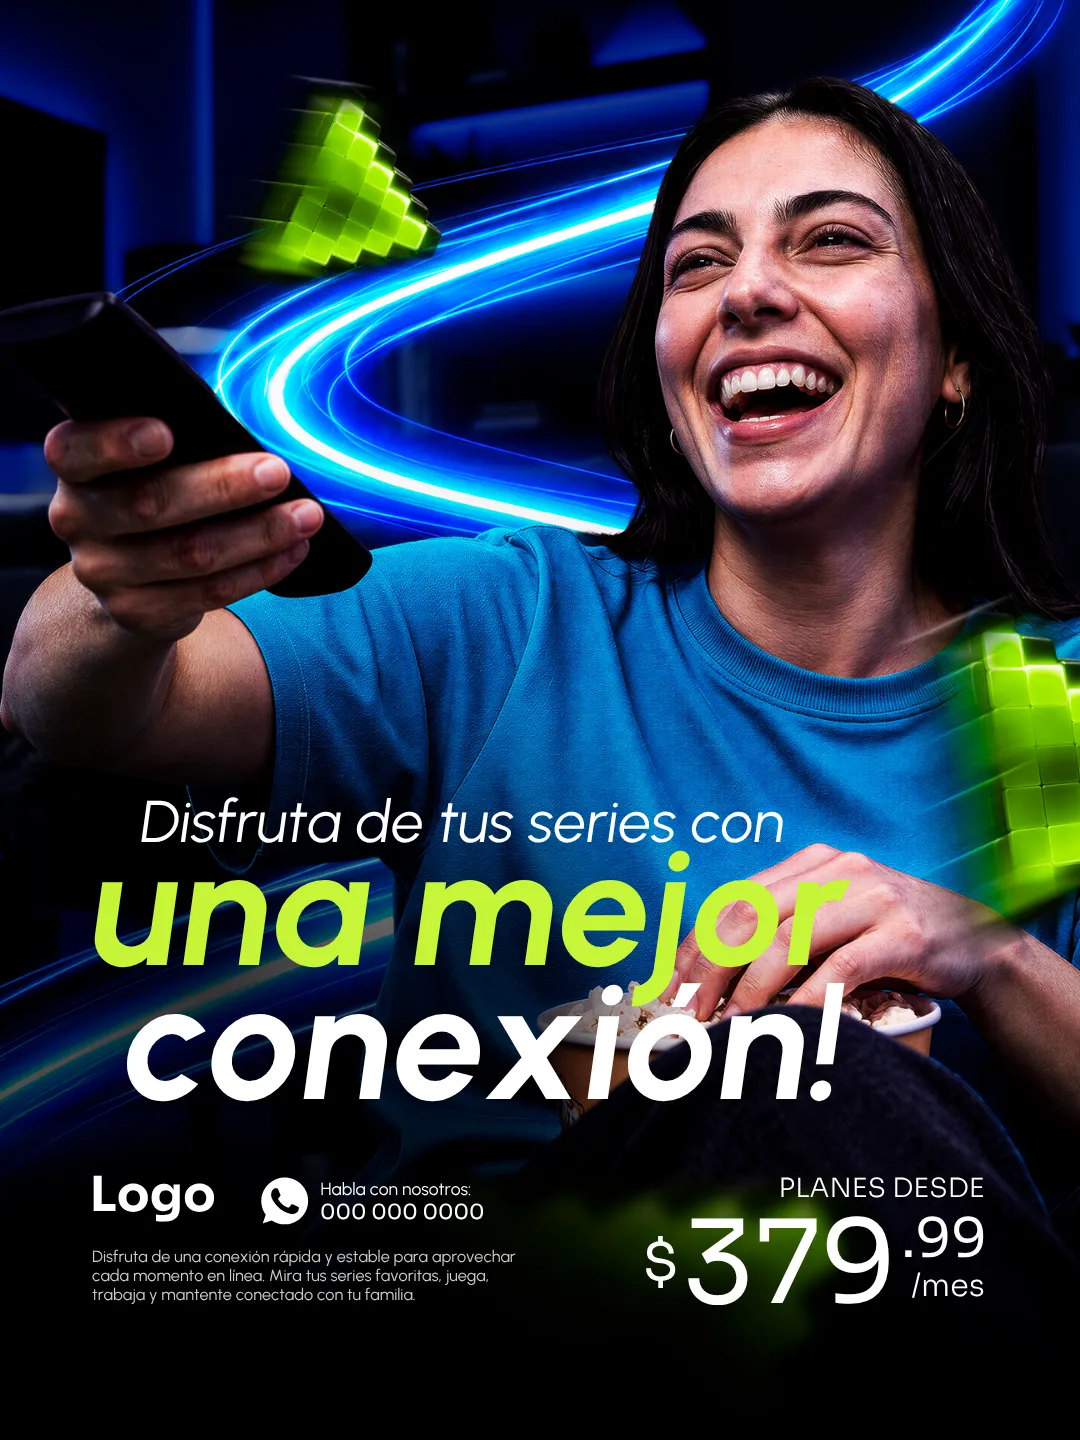 Disfruta de tus series con
una mejor
conexión!
Logo
Habla con nosotros:
000 000 0000
Disfruta de una conexión rápida y estable para aprovechar
cada momento en línea. Mira tus series favoritas, juega,
trabaja y mantente conectado con tu familia.
PLANES DESDE
$379.99
/mes